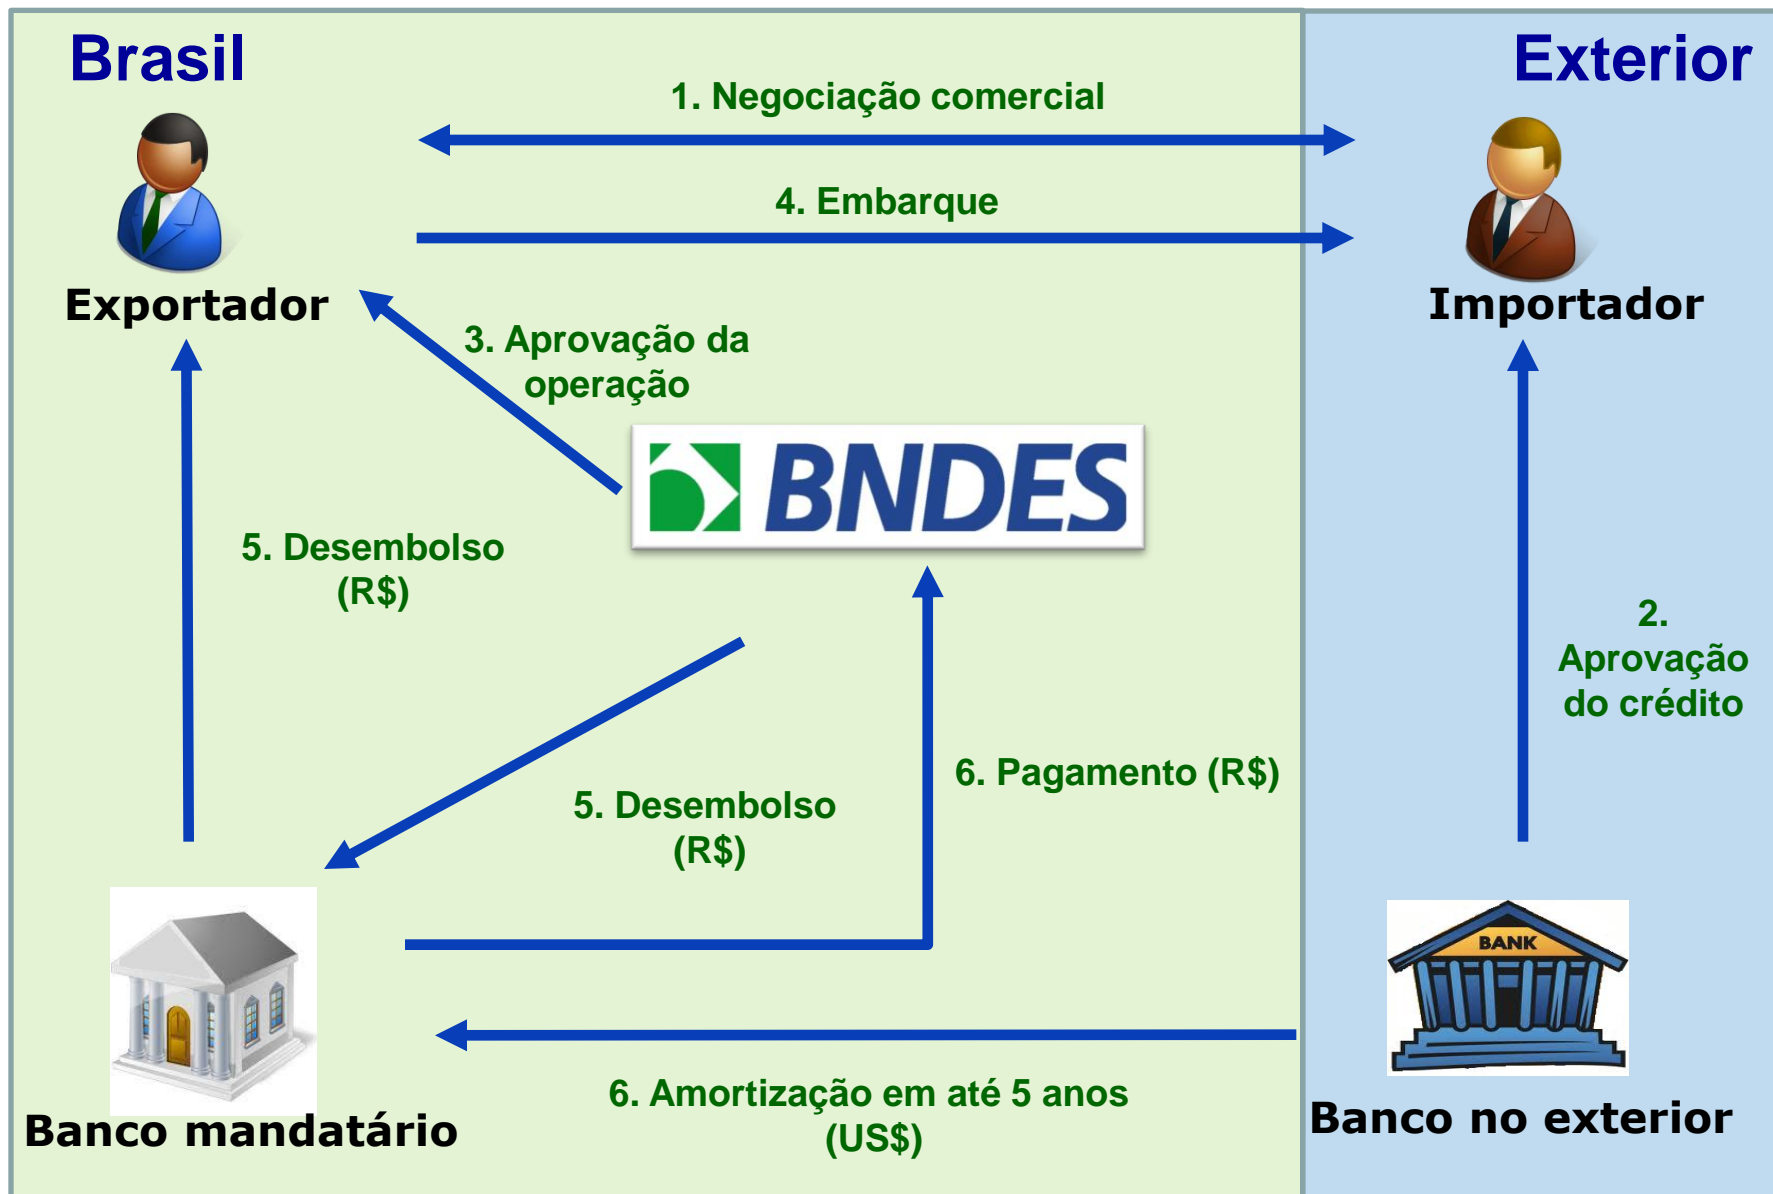 Brasil
Exterior
1. Negociação comercial
4. Embarque
Exportador
Importador
3. Aprovação da
operação
BNDES
5. Desembolso
(R$)
2.
Aprovação
do crédito
6. Pagamento (R$)
5. Desembolso
(R$)
BANK
6. Amortização em até 5 anos
(US$)
Banco mandatário
Banco no exterior